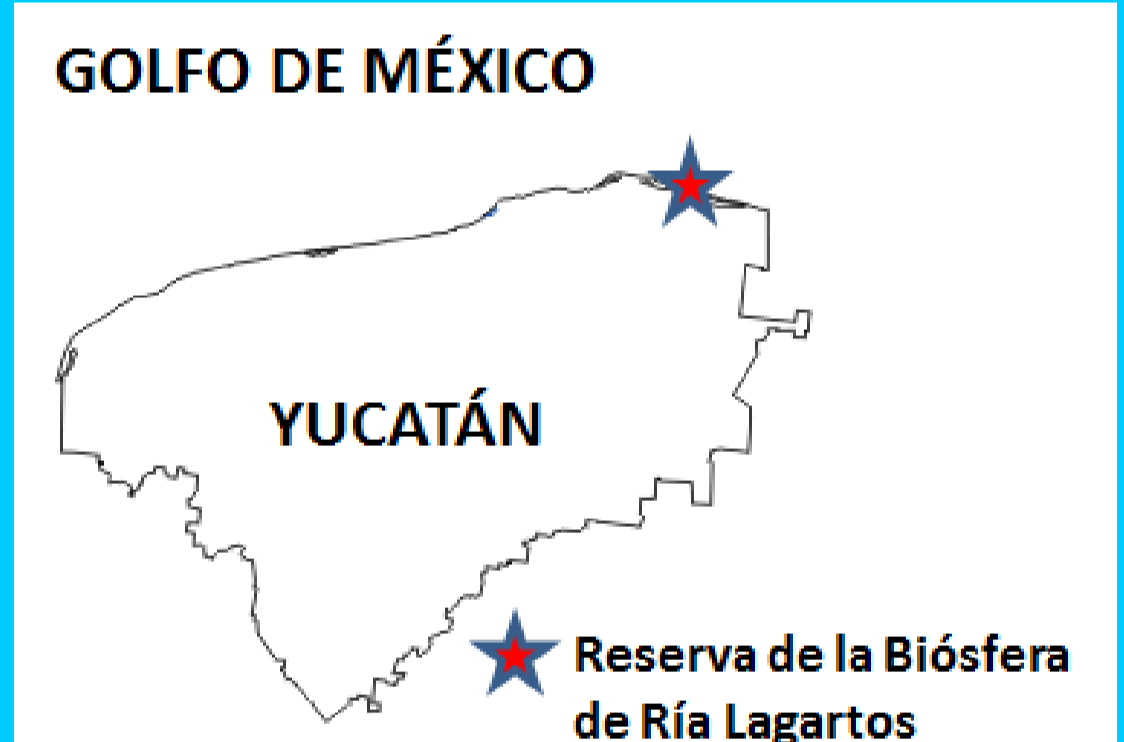 GOLFO DE MÉXICO
YUCATÁN
Reserva de la Biósfera
de Ría Lagartos